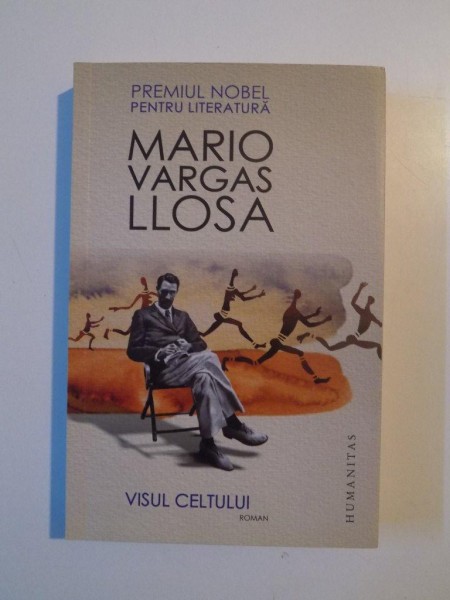 PREMIUL NOBEL
PENTRU LITERATURĂ
MARIO
VARGAS
LLOSA
VISUL CELTULUI
ROMAN
HUMANITAS